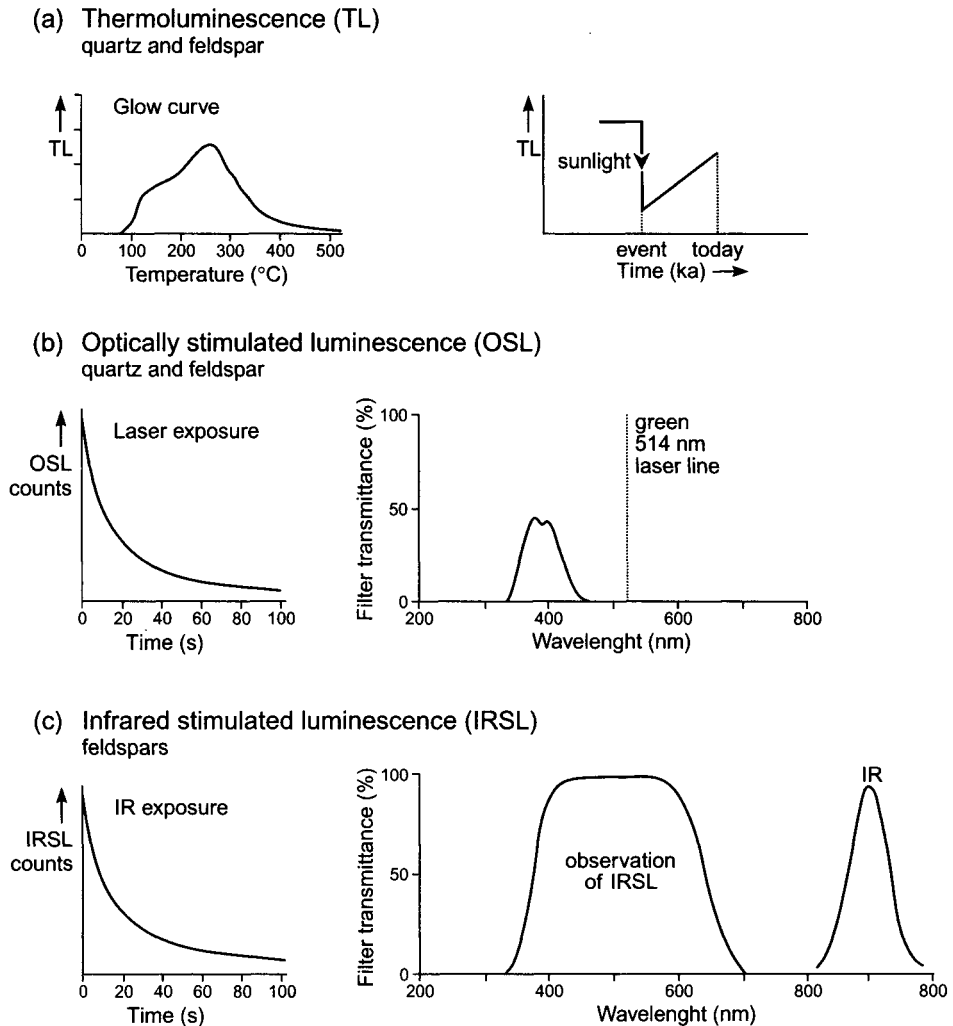 (a) Thermoluminescence (TL)
quartz and feldspar
Glow curve
TL
0 100 200 300 400 500
Temperature (°C)
TL
sunlight
event today
Time (ka)
(b) Optically stimulated luminescence (OSL)
quartz and feldspar
Laser exposure
OSL
counts
0 20 40 60 80 100
Time (s)
Filter transmittance (%)
100
50
0
green
514 nm
laser line
200 400 600 800
Wavelenght (nm)
(c) Infrared stimulated luminescence (IRSL)
feldspars
IR exposure
IRSL
counts
0 20 40 60 80 100
Time (s)
Filter transmittance (%)
100
50
0
observation
of IRSL
IR
200 400 600 800 800
Wavelenght (nm)